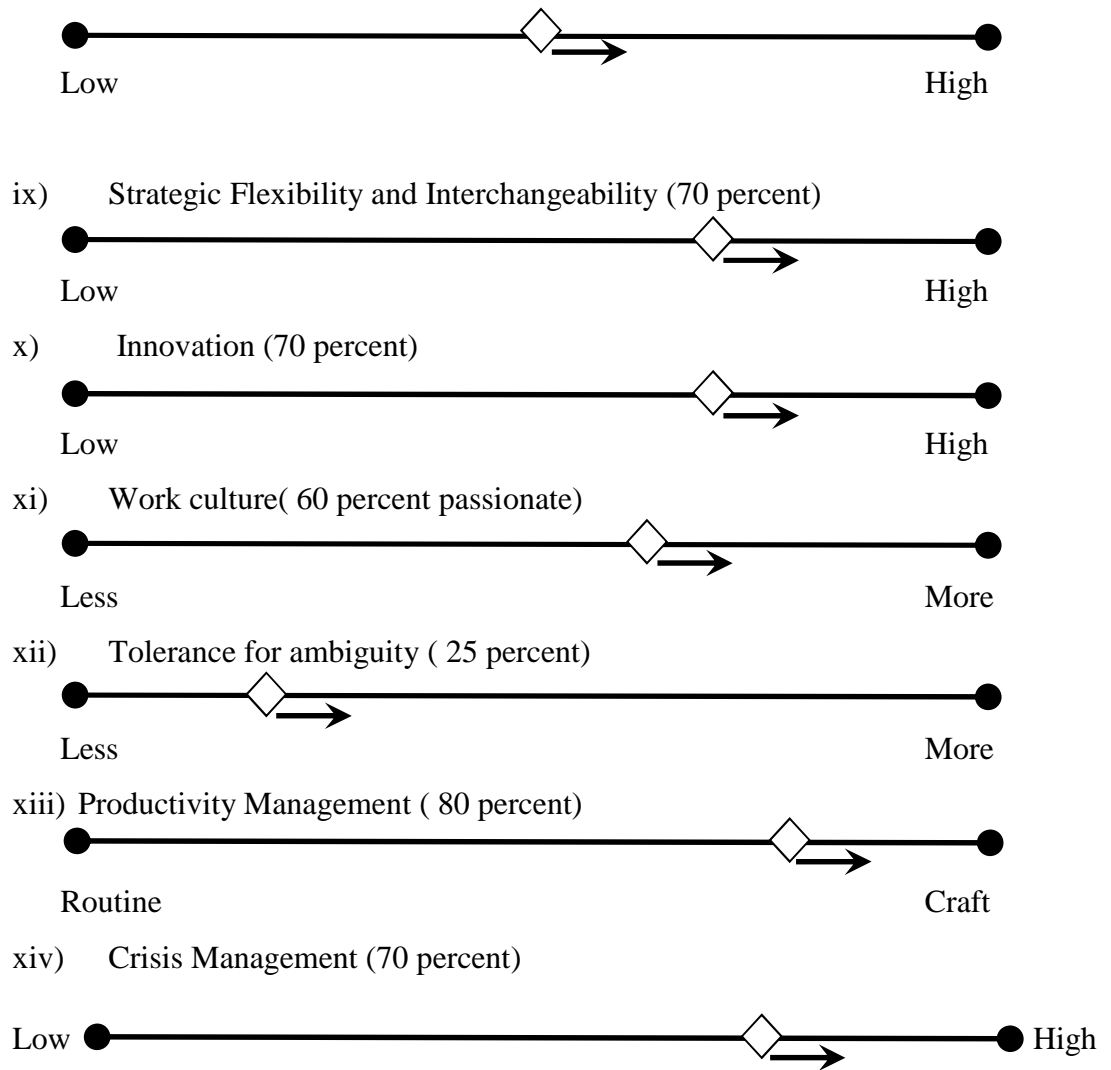 Low High
ix) Strategic Flexibility and Interchangeability (70 percent)
Low High
x) Innovation (70 percent)
Low High
xi) Work culture( 60 percent passionate)
Less More
xii) Tolerance for ambiguity ( 25 percent)
Less More
xiii) Productivity Management ( 80 percent)
Routine Craft
xiv) Crisis Management (70 percent)
Low High